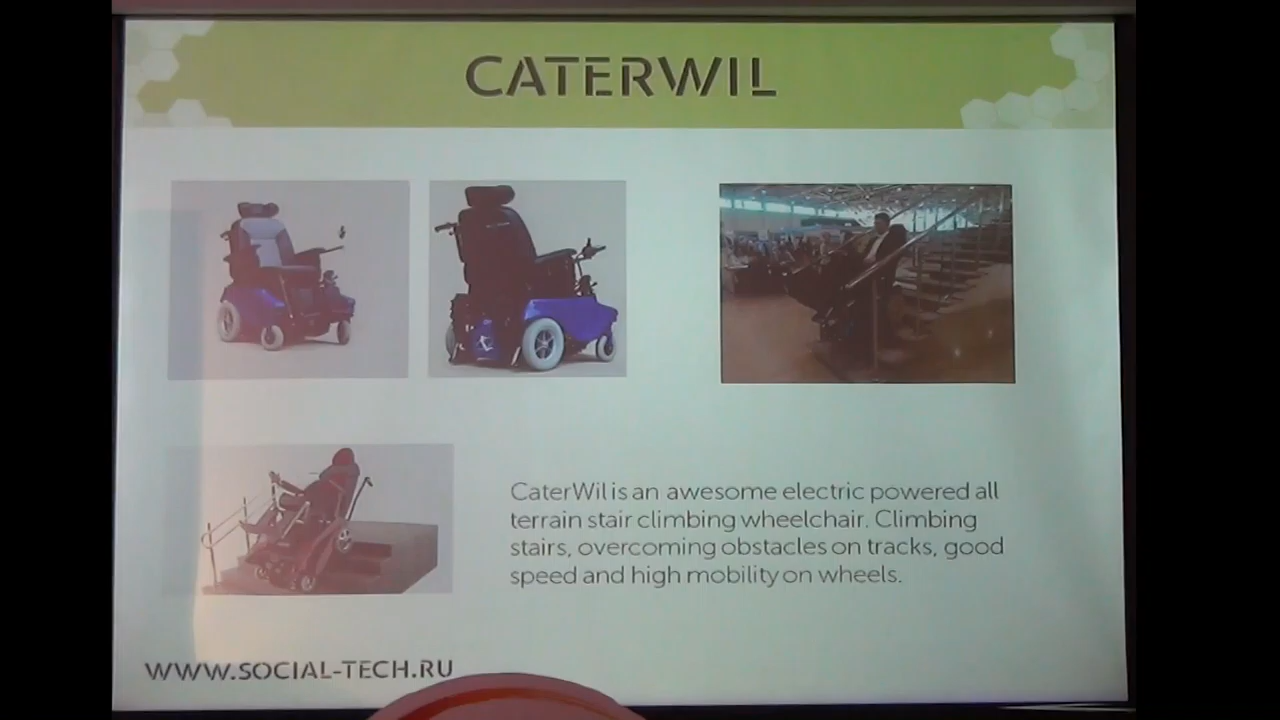 CATERWIL
CaterWil is an awesome electric powered all
terrain stair climbing wheelchair. Climbing
stairs, overcoming obstacles on tracks, good
speed and high mobility on wheels.
WWW.SOCIAL-TECH.RU